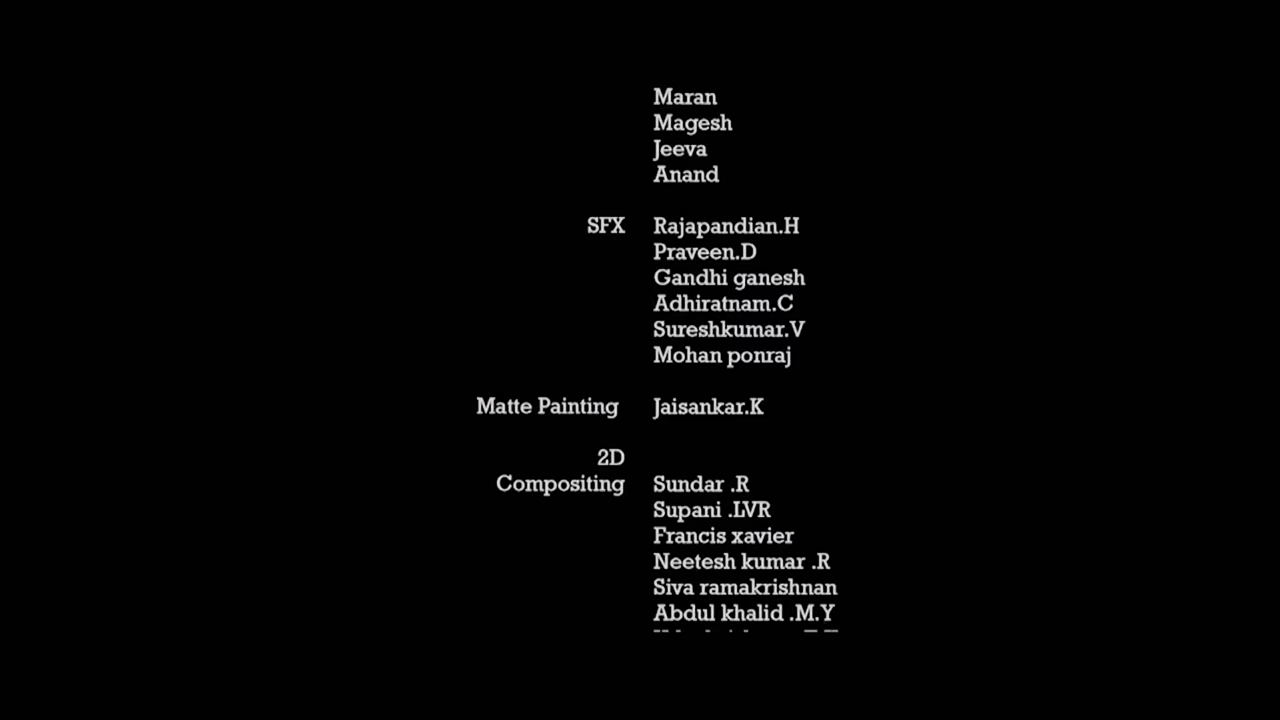 Maran
Magesh
Jeeva
Anand
SFX Rajapandian.H
Praveen.D
Gandhi ganesh
Adhiratnam.C
Sureshkumar.V
Mohan ponraj
Matte Painting Jaisankar.K
2D
Compositing Sundar .R
Supani .LVR
Francis xavier
Neetesh kumar .R
Siva ramakrishnan
Abdul khalid .M.Y